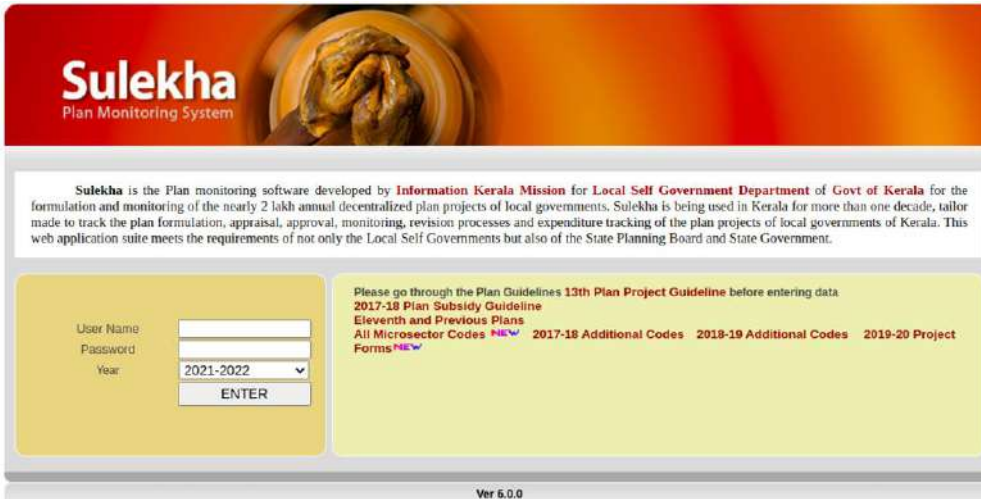 Sulekha
Plan Monitoring System
Sulekha is the Plan monitoring software developed by Information Kerala Mission for Local Self Government Department of Govt of Kerala for the
formulation and monitoring of the nearly 2 lakh annual decentralized plan projects of local governments. Sulekha is being used in Kerala for more than one decade, tailor
made to track the plan formulation, appraisal, approval, monitoring, revision processes and expenditure tracking of the plan projects of local governments of Kerala. This
web application suite meets the requirements of not only the Local Self Governments but also of the State Planning Board and State Government.
User Name
Password
Year 2021-2022
ENTER
Please go through the Plan Guidelines 13th Plan Project Guideline before entering data
2017-18 Plan Subsidy Guideline
Eleventh and Previous Plans
All Microsector Codes NEW 2017-18 Additional Codes 2018-19 Additional Codes 2019-20 Project
Forms NEW
Ver 6.0.0